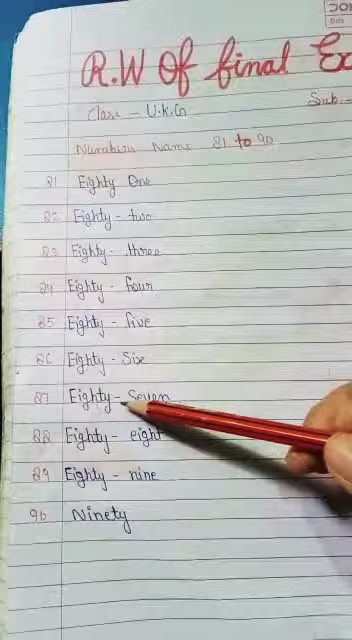 R.W Of final Ex
Class - U.K.G Sub.-
Numbers Name 81 to 90
81 Eighty One
82 Eighty - two
83 Eighty - three
84 Eighty - four
85 Eighty - five
86 Eighty - Six
87 Eighty - Seven
88 Eighty - eight
89 Eighty - nine
90 Ninety